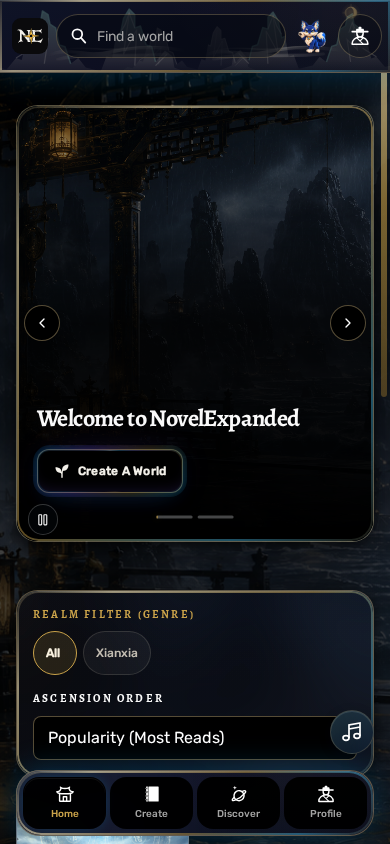 NE
Find a world
Welcome to NovelExpanded
Create A World
REALM FILTER (GENRE)
All
Xianxia
ASCENSION ORDER
Popularity (Most Reads)
Home
Create
Discover
Profile